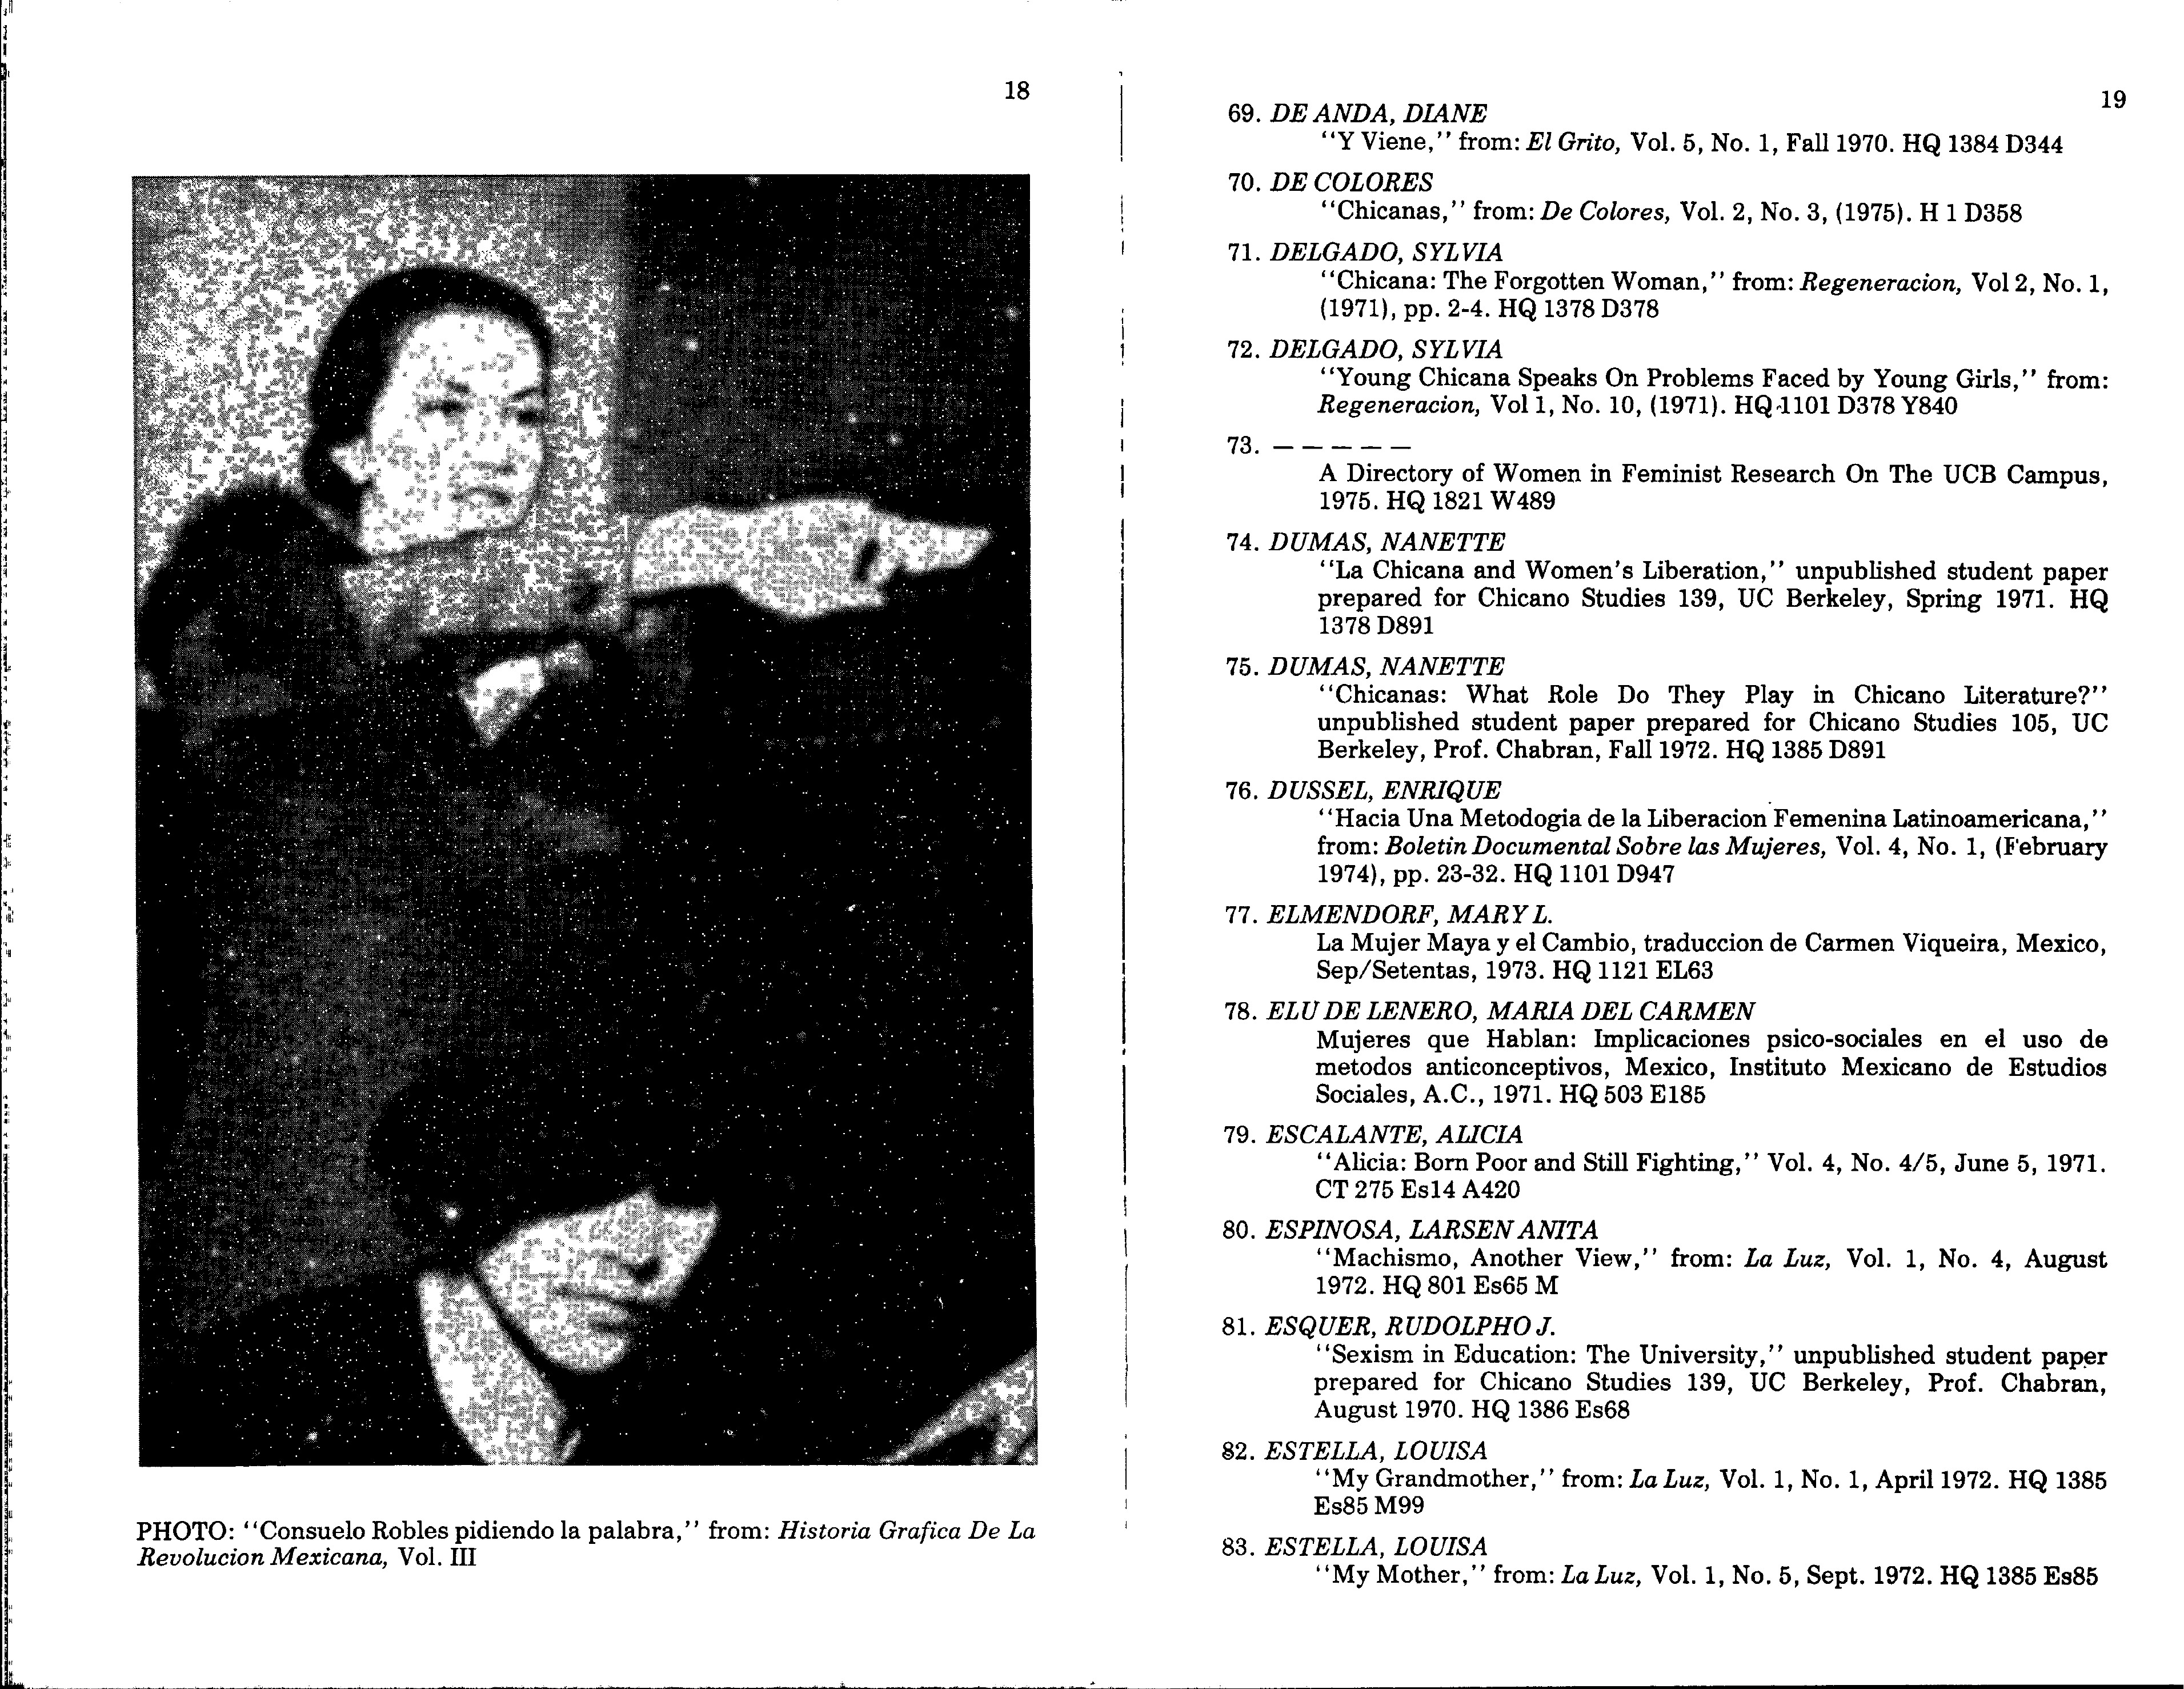 18
PHOTO: “Consuelo Robles pidiendo la palabra,” from: Historia Grafica De La
Revolucion Mexicana, Vol. III
19
69. DE ANDA, DIANE
“Y Viene,” from: El Grito, Vol. 5, No. 1, Fall 1970. HQ 1384 D344
70. DE COLORES
“Chicanas,” from: De Colores, Vol. 2, No. 3, (1975). H 1 D358
71. DELGADO, SYLVIA
“Chicana: The Forgotten Woman,” from: Regeneracion, Vol 2, No. 1,
(1971), pp. 2-4. HQ 1378 D378
72. DELGADO, SYLVIA
“Young Chicana Speaks On Problems Faced by Young Girls,” from:
Regeneracion, Vol 1, No. 10, (1971). HQ 1101 D378 Y840
73. — — — — —
A Directory of Women in Feminist Research On The UCB Campus,
1975. HQ 1821 W489
74. DUMAS, NANETTE
“La Chicana and Women's Liberation,” unpublished student paper
prepared for Chicano Studies 139, UC Berkeley, Spring 1971. HQ
1378 D891
75. DUMAS, NANETTE
“Chicanas: What Role Do They Play in Chicano Literature?”
unpublished student paper prepared for Chicano Studies 105, UC
Berkeley, Prof. Chabran, Fall 1972. HQ 1385 D891
76. DUSSEL, ENRIQUE
“Hacia Una Metodogia de la Liberacion Femenina Latinoamericana,”
from: Boletin Documental Sobre las Mujeres, Vol. 4, No. 1, (February
1974), pp. 23-32. HQ 1101 D947
77. ELMENDORF, MARY L.
La Mujer Maya y el Cambio, traduccion de Carmen Viqueira, Mexico,
Sep/Setentas, 1973. HQ 1121 EL63
78. ELU DE LENERO, MARIA DEL CARMEN
Mujeres que Hablan: Implicaciones psico-sociales en el uso de
metodos anticonceptivos, Mexico, Instituto Mexicano de Estudios
Sociales, A.C., 1971. HQ 503 E185
79. ESCALANTE, ALICIA
“Alicia: Born Poor and Still Fighting,” Vol. 4, No. 4/5, June 5, 1971.
CT 275 Es14 A420
80. ESPINOSA, LARSEN ANITA
“Machismo, Another View,” from: La Luz, Vol. 1, No. 4, August
1972. HQ 801 Es65 M
81. ESQUER, RUDOLPHO J.
“Sexism in Education: The University,” unpublished student paper
prepared for Chicano Studies 139, UC Berkeley, Prof. Chabran,
August 1970. HQ 1386 Es68
82. ESTELLA, LOUISA
“My Grandmother,” from: La Luz, Vol. 1, No. 1, April 1972. HQ 1385
Es85 M99
83. ESTELLA, LOUISA
“My Mother,” from: La Luz, Vol. 1, No. 5, Sept. 1972. HQ 1385 Es85